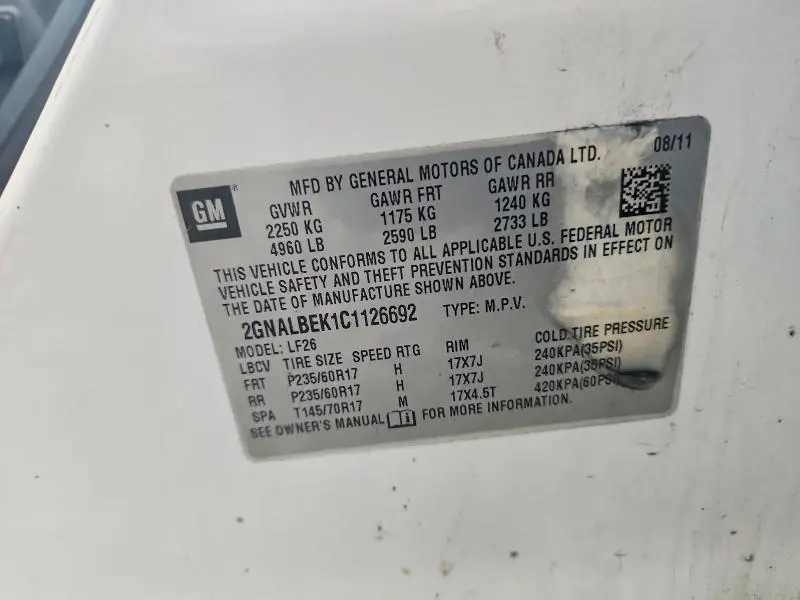 GM ®
MFD BY GENERAL MOTORS OF CANADA LTD. 08/11
GVWR GAWR FRT GAWR RR
2250 KG 1175 KG 1240 KG
4960 LB 2590 LB 2733 LB
THIS VEHICLE CONFORMS TO ALL APPLICABLE U.S. FEDERAL MOTOR
VEHICLE SAFETY AND THEFT PREVENTION STANDARDS IN EFFECT ON
THE DATE OF MANUFACTURE SHOWN ABOVE.
2GNALBEK1C1126692 TYPE: M.P.V.
MODEL: LF26
LBCV TIRE SIZE SPEED RTG RIM COLD TIRE PRESSURE
FRT P235/60R17 H 17X7J 240KPA(35PSI)
RR P235/60R17 H 17X7J 240KPA(35PSI)
SPA T145/70R17 M 17X4.5T 420KPA(60PSI)
SEE OWNER'S MANUAL FOR MORE INFORMATION.